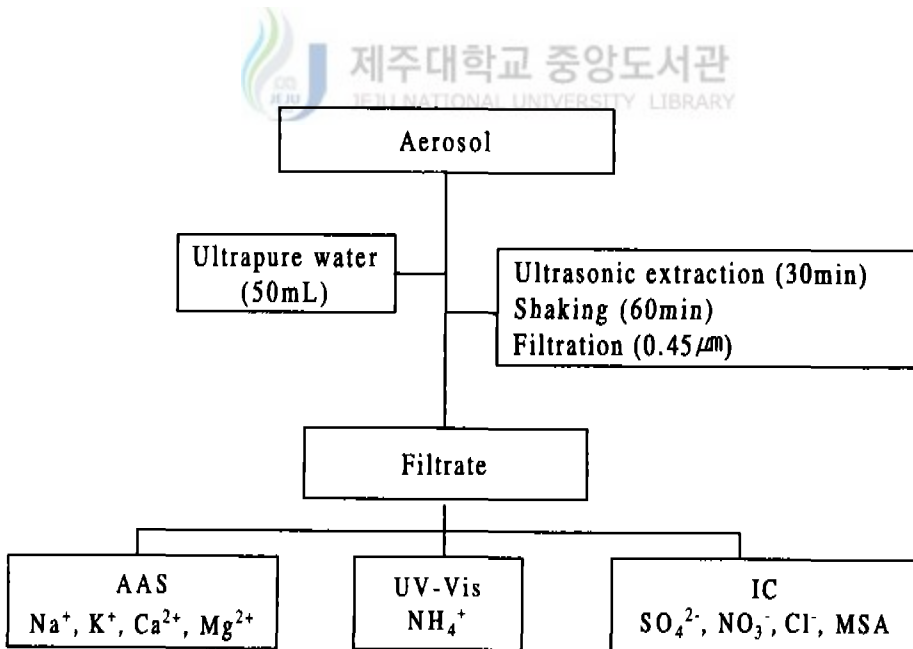 제주대학교 중앙도서관
JEJU NATIONAL UNIVERSITY LIBRARY
JEJU
Aerosol
Ultrapure water
(50mL)
Ultrasonic extraction (30min)
Shaking (60min)
Filtration (0.45㎛)
Filtrate
AAS
Na⁺, K⁺, Ca²⁺, Mg²⁺
UV-Vis
NH₄⁺
IC
SO₄²⁻, NO₃⁻, Cl⁻, MSA